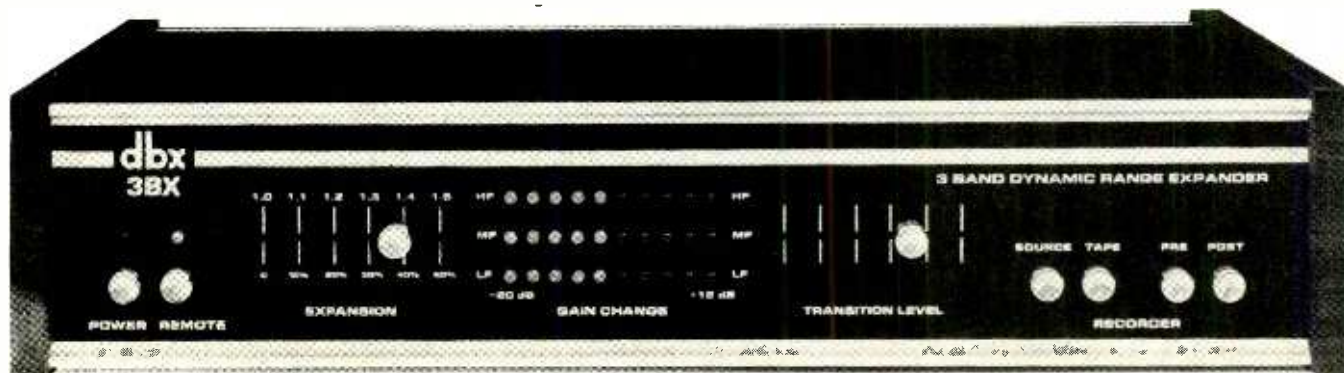 dbx
3BX
3 BAND DYNAMIC RANGE EXPANDER
1.0 1.1 1.2 1.3 1.4 1.5
0 10% 20% 30% 40% 50%
EXPANSION
HF HF
MF MF
LF LF
-20 dB +12 dB
GAIN CHANGE
TRANSITION LEVEL
SOURCE TAPE PRE POST
RECORDER
POWER REMOTE